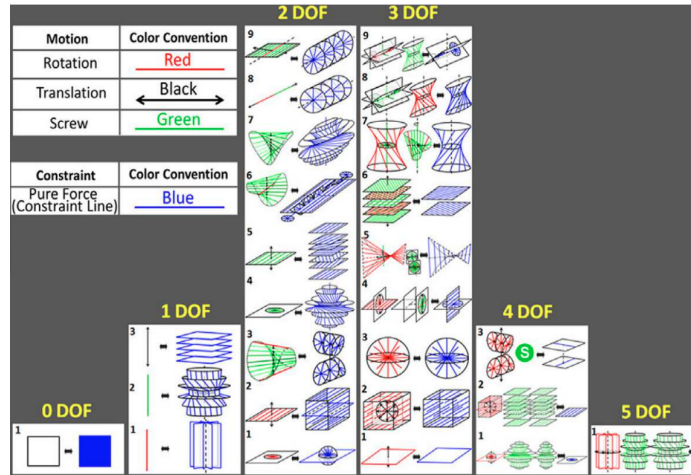 2 DOF
3 DOF
Motion
Color Convention
Rotation
Red
Translation
Black
Screw
Green
Constraint
Color Convention
Pure Force
(Constraint Line)
Blue
9
8
7
6
5
4
3
2
1
9
8
7
6
5
4
3
2
1
1 DOF
3
2
1
4 DOF
3
S
2
1
0 DOF
1
5 DOF
1